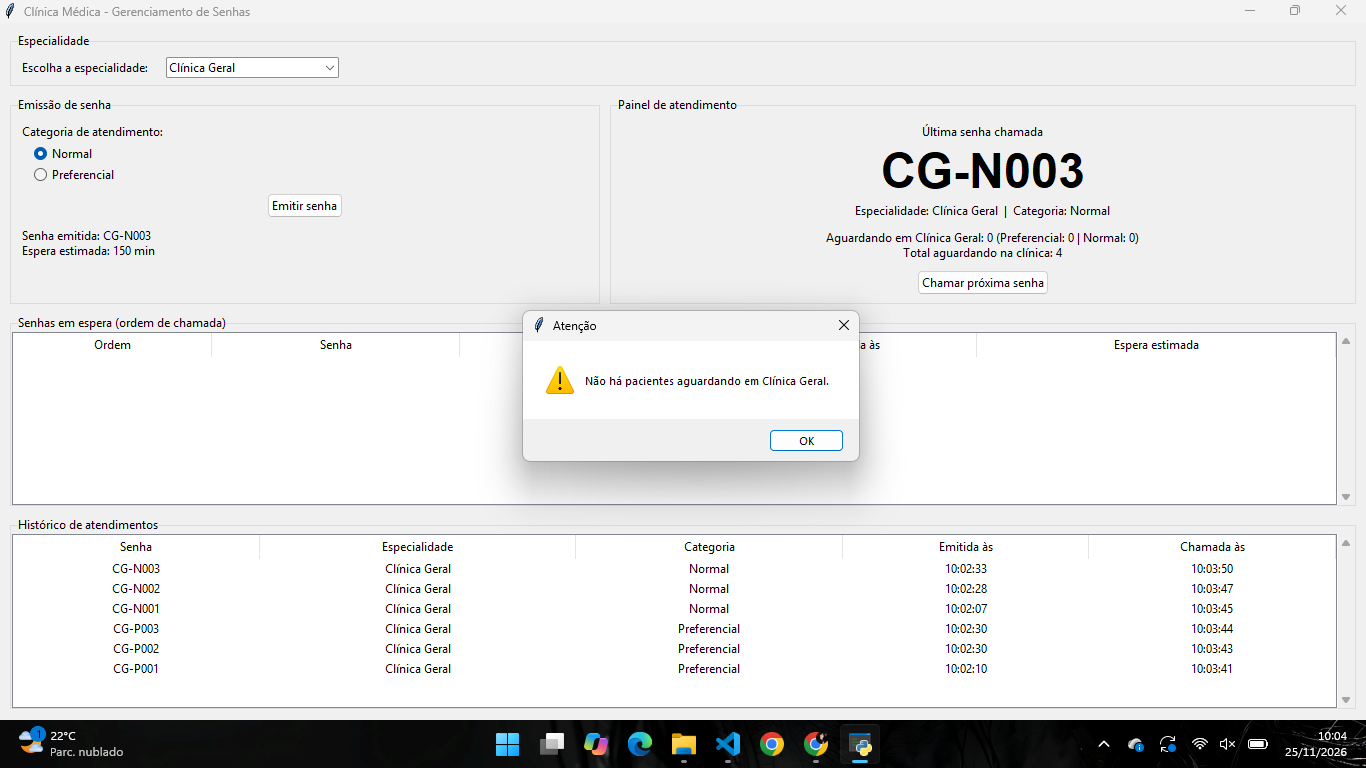 Clínica Médica - Gerenciamento de Senhas
Especialidade
Escolha a especialidade: Clínica Geral
Emissão de senha
Categoria de atendimento:
Normal
Preferencial
Emitir senha
Senha emitida: CG-N003
Espera estimada: 150 min
Painel de atendimento
Última senha chamada
CG-N003
Especialidade: Clínica Geral | Categoria: Normal
Aguardando em Clínica Geral: 0 (Preferencial: 0 | Normal: 0)
Total aguardando na clínica: 4
Chamar próxima senha
Senhas em espera (ordem de chamada)
Ordem Senha a às Espera estimada
Atenção
Não há pacientes aguardando em Clínica Geral.
OK
Histórico de atendimentos
Senha Especialidade Categoria Emitida às Chamada às
CG-N003 Clínica Geral Normal 10:02:33 10:03:50
CG-N002 Clínica Geral Normal 10:02:28 10:03:47
CG-N001 Clínica Geral Normal 10:02:07 10:03:45
CG-P003 Clínica Geral Preferencial 10:02:30 10:03:44
CG-P002 Clínica Geral Preferencial 10:02:30 10:03:43
CG-P001 Clínica Geral Preferencial 10:02:10 10:03:41
1 22°C
Parc. nublado
10:04
25/11/2026